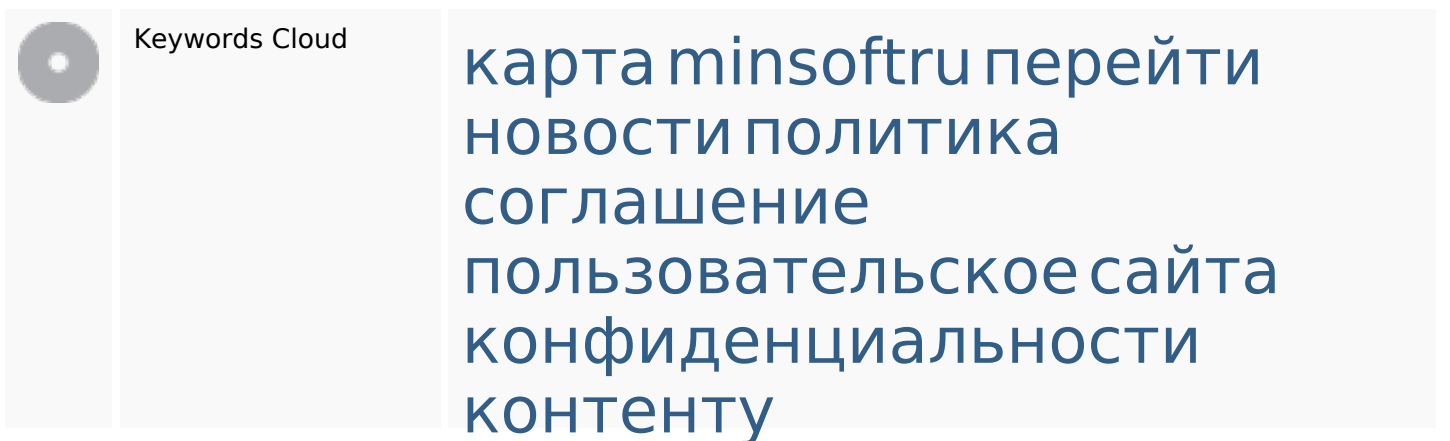 Keywords Cloud
карта minsoftru перейти
новости политика
соглашение
пользовательское сайта
конфиденциальности
контенту